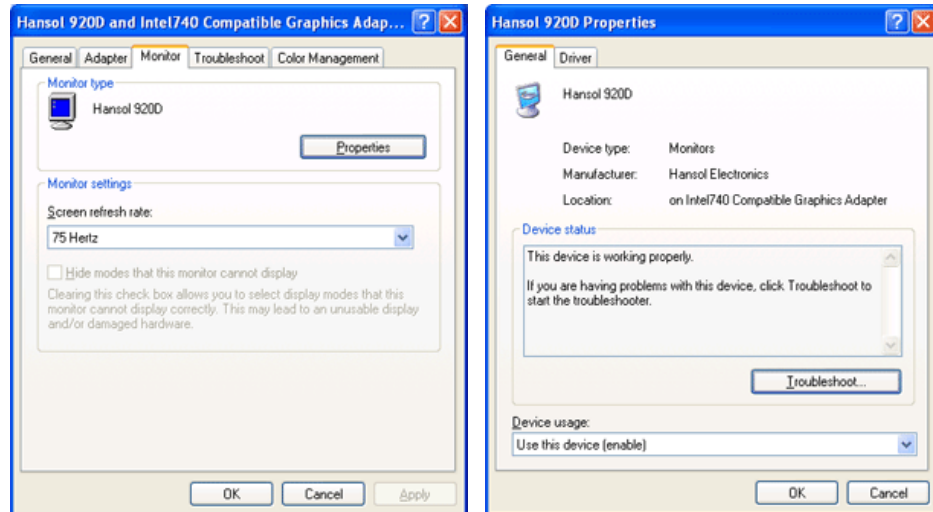 Hansol 920D and Intel740 Compatible Graphics Adap...
General Adapter Monitor Troubleshoot Color Management
Monitor type
Hansol 920D
Properties
Monitor settings
Screen refresh rate:
75 Hertz
Hide modes that this monitor cannot display
Clearing this check box allows you to select display modes that this
monitor cannot display correctly. This may lead to an unusable display
and/or damaged hardware.
OK Cancel Apply
Hansol 920D Properties
General Driver
Hansol 920D
Device type: Monitors
Manufacturer: Hansol Electronics
Location: on Intel740 Compatible Graphics Adapter
Device status
This device is working properly.
If you are having problems with this device, click Troubleshoot to
start the troubleshooter.
Troubleshoot...
Device usage:
Use this device (enable)
OK Cancel